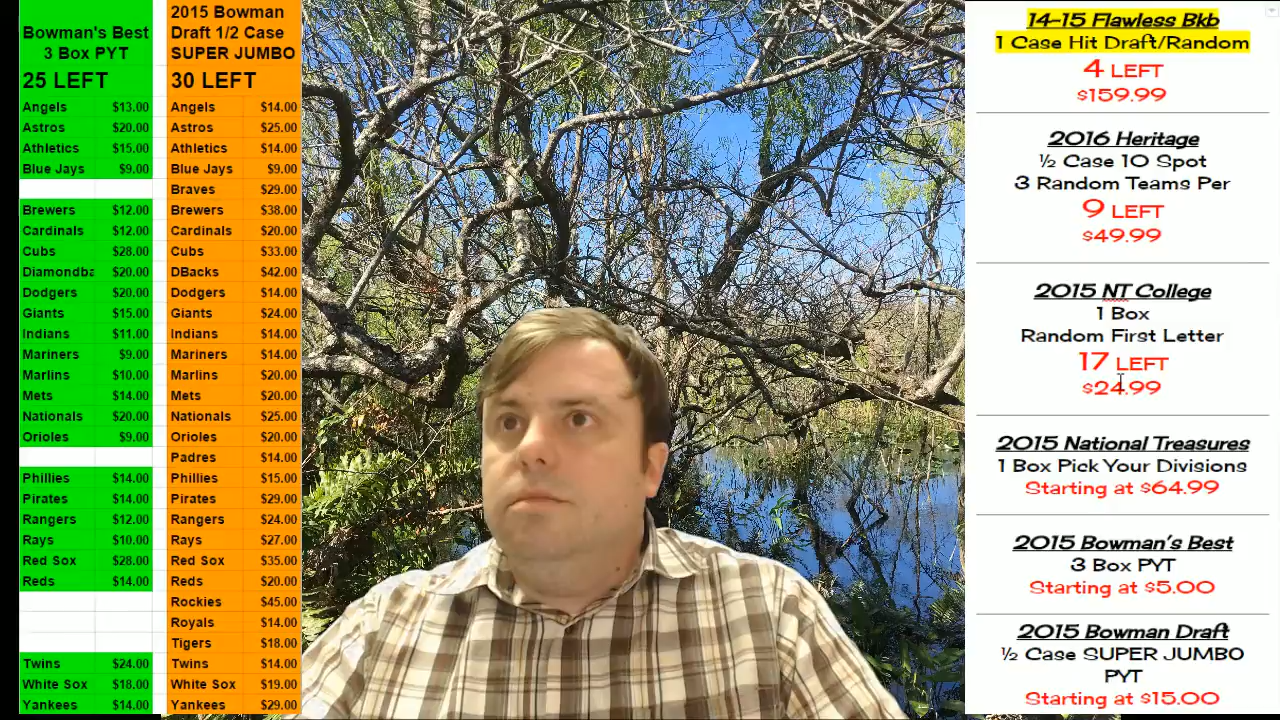 Bowman's Best
3 Box PYT
25 LEFT
Angels $13.00
Astros $20.00
Athletics $15.00
Blue Jays $9.00
Brewers $12.00
Cardinals $12.00
Cubs $28.00
Diamondba $20.00
Dodgers $20.00
Giants $15.00
Indians $11.00
Mariners $9.00
Marlins $10.00
Mets $14.00
Nationals $20.00
Orioles $9.00
Phillies $14.00
Pirates $14.00
Rangers $12.00
Rays $10.00
Red Sox $28.00
Reds $14.00
Twins $24.00
White Sox $18.00
Yankees $14.00
2015 Bowman
Draft 1/2 Case
SUPER JUMBO
30 LEFT
Angels $14.00
Astros $25.00
Athletics $14.00
Blue Jays $9.00
Braves $29.00
Brewers $38.00
Cardinals $20.00
Cubs $33.00
DBacks $42.00
Dodgers $14.00
Giants $24.00
Indians $14.00
Mariners $14.00
Marlins $20.00
Mets $20.00
Nationals $25.00
Orioles $20.00
Padres $14.00
Phillies $15.00
Pirates $29.00
Rangers $24.00
Rays $27.00
Red Sox $35.00
Reds $20.00
Rockies $45.00
Royals $14.00
Tigers $18.00
Twins $14.00
White Sox $19.00
Yankees $29.00
14-15 Flawless Bkb
1 Case Hit Draft/Random
4 LEFT
$159.99
2016 Heritage
½ Case 10 Spot
3 Random Teams Per
9 LEFT
$49.99
2015 NT College
1 Box
Random First Letter
17 LEFT
$24.99
2015 National Treasures
1 Box Pick Your Divisions
Starting at $64.99
2015 Bowman's Best
3 Box PYT
Starting at $5.00
2015 Bowman Draft
½ Case SUPER JUMBO
PYT
Starting at $15.00